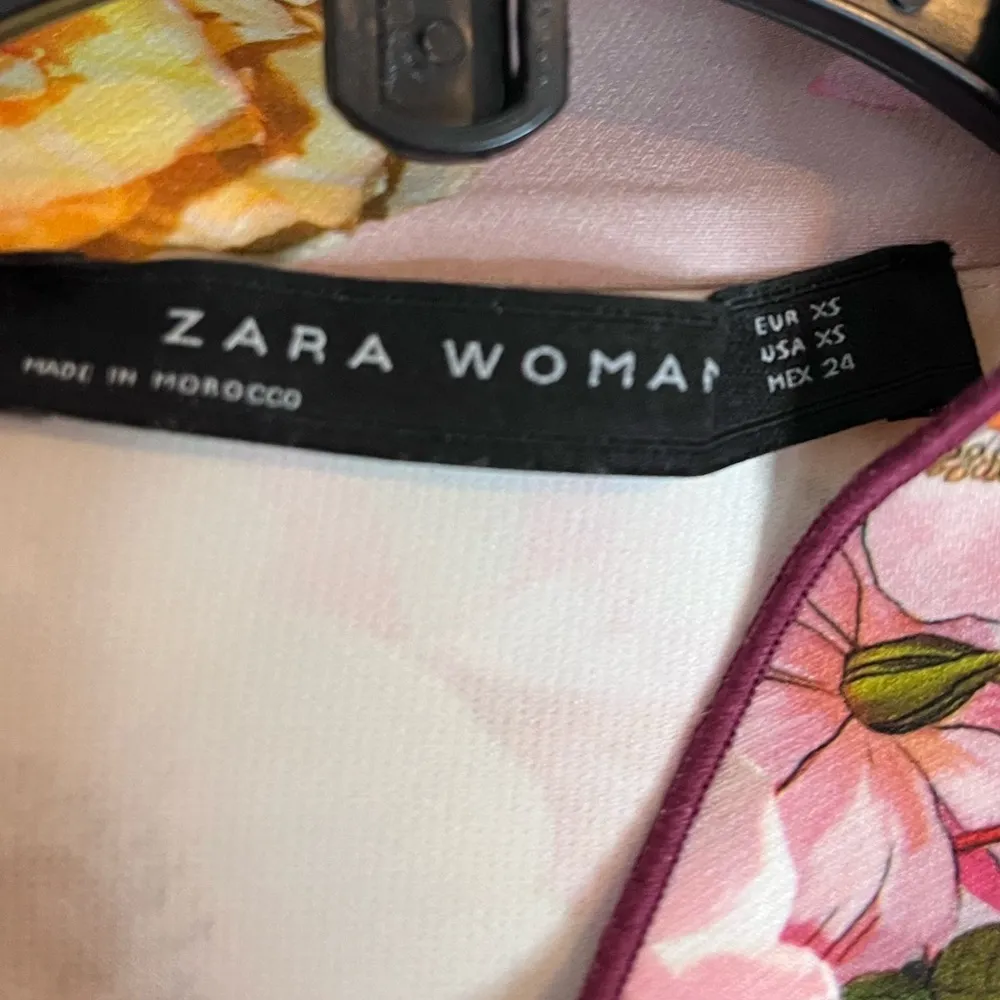 ZARA WOMAN
MADE IN MOROCCO
EUR XS
USA XS
MEX 24